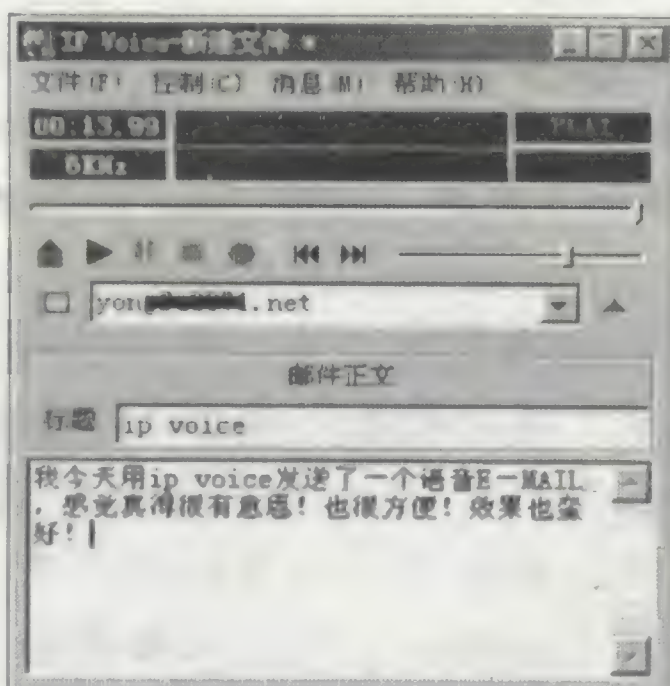 IP Voice-新建文件 *
文件(F) 控制(C) 消息(M) 帮助(H)
00:13.99
8KHz
.net
邮件正文
标题 ip voice
我今天用ip voice发送了一个语音E-MAIL
，感觉真得很有意思！也很方便！效果也蛮
好！